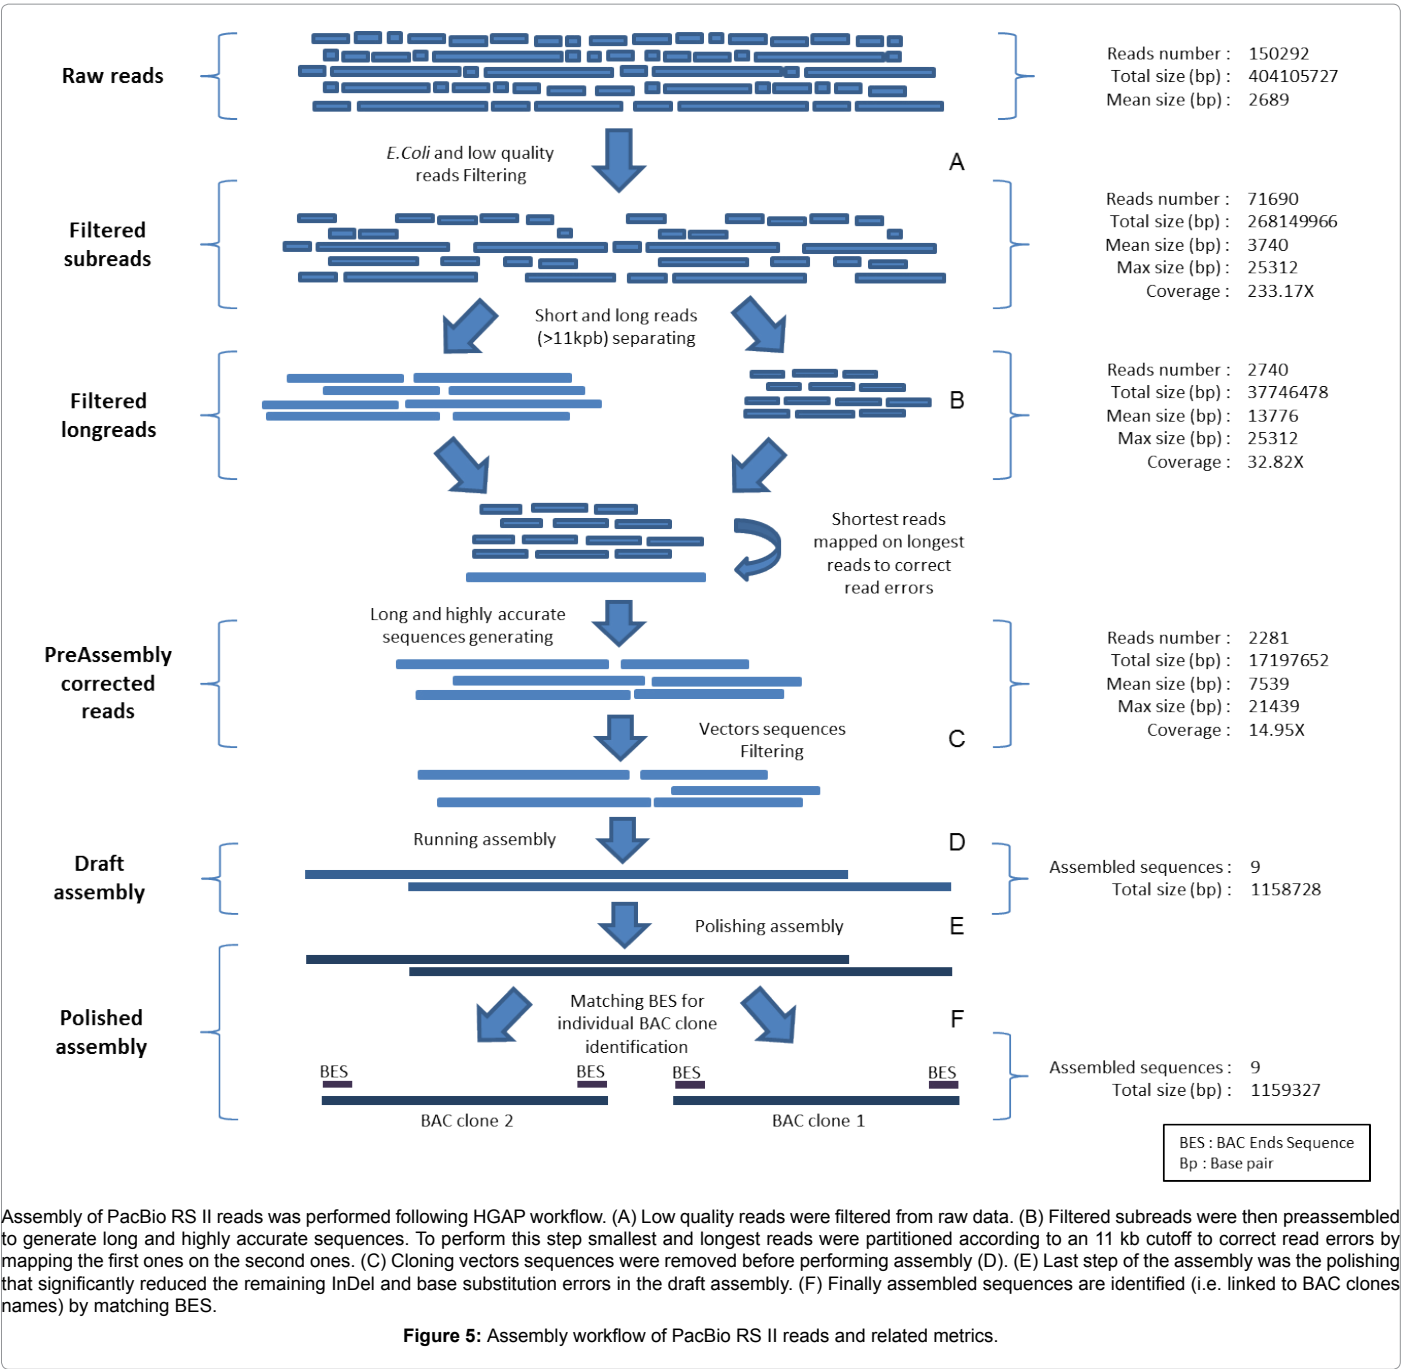 Raw reads
Reads number : 150292
Total size (bp) : 404105727
Mean size (bp) : 2689
E.Coli and low quality
reads Filtering
A
Filtered
subreads
Reads number : 71690
Total size (bp) : 268149966
Mean size (bp) : 3740
Max size (bp) : 25312
Coverage : 233.17X
Short and long reads
(>11kpb) separating
Filtered
longreads
B
Reads number : 2740
Total size (bp) : 37746478
Mean size (bp) : 13776
Max size (bp) : 25312
Coverage : 32.82X
Shortest reads
mapped on longest
reads to correct
read errors
Long and highly accurate
sequences generating
PreAssembly
corrected
reads
Reads number : 2281
Total size (bp) : 17197652
Mean size (bp) : 7539
Max size (bp) : 21439
Coverage : 14.95X
Vectors sequences
Filtering
C
Running assembly
D
Draft
assembly
Assembled sequences : 9
Total size (bp) : 1158728
Polishing assembly
E
Polished
assembly
Matching BES for
individual BAC clone
identification
F
BES
BES
BES
BES
BAC clone 2
BAC clone 1
Assembled sequences : 9
Total size (bp) : 1159327
BES : BAC Ends Sequence
Bp : Base pair
Assembly of PacBio RS II reads was performed following HGAP workflow. (A) Low quality reads were filtered from raw data. (B) Filtered subreads were then preassembled
to generate long and highly accurate sequences. To perform this step smallest and longest reads were partitioned according to an 11 kb cutoff to correct read errors by
mapping the first ones on the second ones. (C) Cloning vectors sequences were removed before performing assembly (D). (E) Last step of the assembly was the polishing
that significantly reduced the remaining InDel and base substitution errors in the draft assembly. (F) Finally assembled sequences are identified (i.e. linked to BAC clones
names) by matching BES.
Figure 5: Assembly workflow of PacBio RS II reads and related metrics.